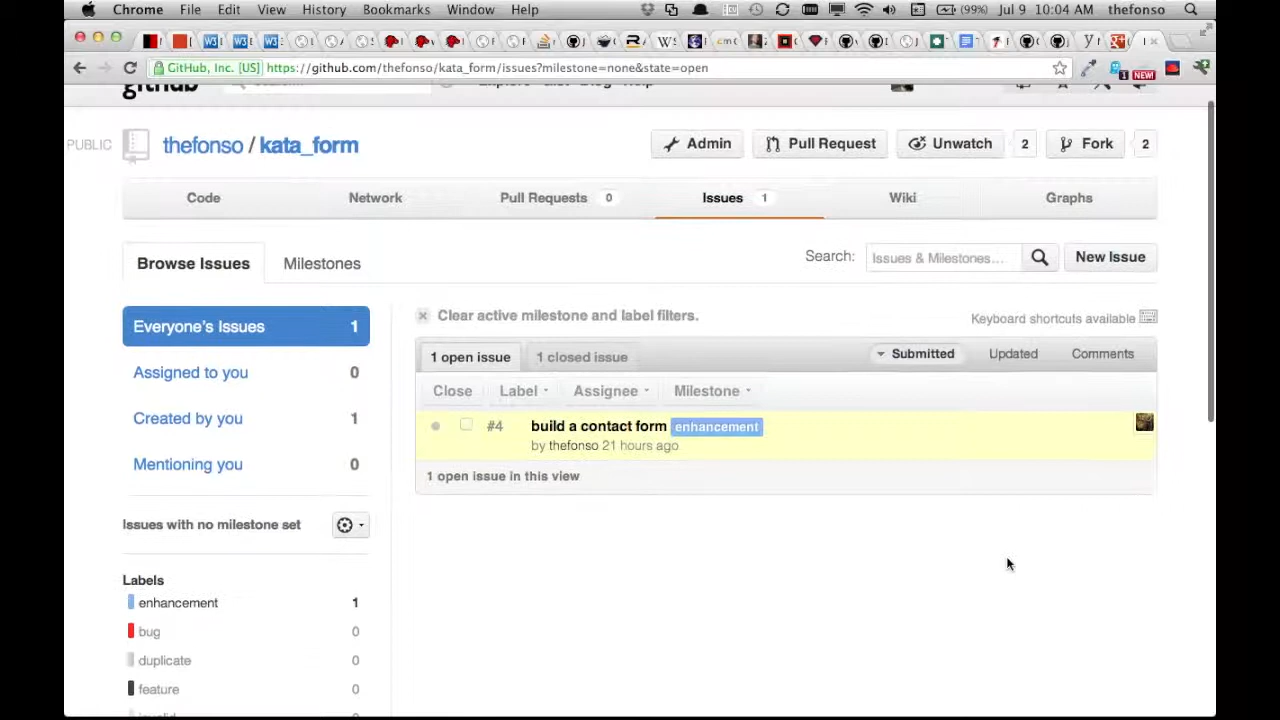 Chrome File Edit View History Bookmarks Window Help (99%) Jul 9 10:04 AM thefonso
GitHub, Inc. [US] https://github.com/thefonso/kata_form/issues?milestone=none&state=open
NEW!
github
PUBLIC thefonso / kata_form Admin Pull Request Unwatch 2 Fork 2
Code Network Pull Requests 0 Issues 1 Wiki Graphs
Browse Issues Milestones Search: Issues & Milestones... New Issue
Everyone's Issues 1
Clear active milestone and label filters. Keyboard shortcuts available
1 open issue 1 closed issue Submitted Updated Comments
Assigned to you 0
Close Label Assignee Milestone
Created by you 1
#4 build a contact form enhancement
by thefonso 21 hours ago
Mentioning you 0
1 open issue in this view
Issues with no milestone set
Labels
enhancement 1
bug 0
duplicate 0
feature 0